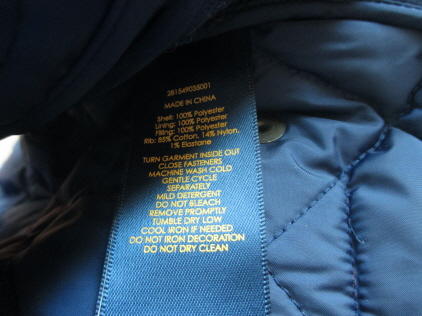 281549035001
MADE IN CHINA
Shell: 100% Polyester
Lining: 100% Polyester
Filling: 100% Polyester
Rib: 85% Cotton, 14% Nylon,
1% Elastane
TURN GARMENT INSIDE OUT
CLOSE FASTENERS
MACHINE WASH COLD
GENTLE CYCLE
SEPARATELY
MILD DETERGENT
DO NOT BLEACH
REMOVE PROMPTLY
TUMBLE DRY LOW
COOL IRON IF NEEDED
DO NOT IRON DECORATION
DO NOT DRY CLEAN